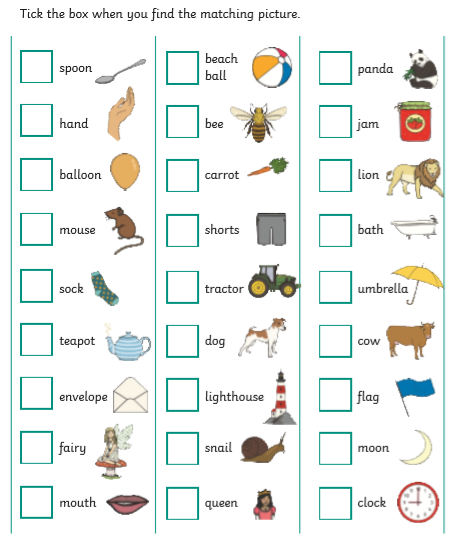 Tick the box when you find the matching picture.
spoon
hand
balloon
mouse
sock
teapot
envelope
fairy
mouth
beach
ball
bee
carrot
shorts
tractor
dog
lighthouse
snail
queen
panda
jam
lion
bath
umbrella
cow
flag
moon
clock